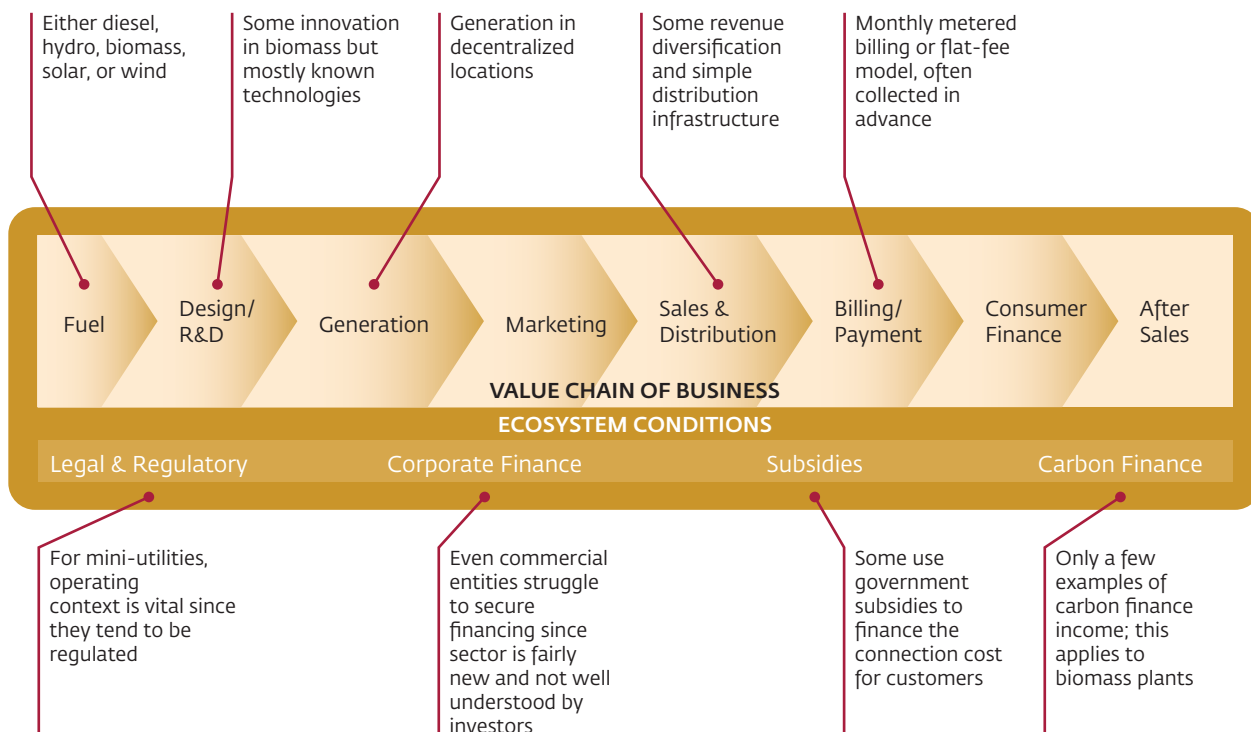 Either diesel,
hydro, biomass,
solar, or wind
Some innovation
in biomass but
mostly known
technologies
Generation in
decentralized
locations
Some revenue
diversification
and simple
distribution
infrastructure
Monthly metered
billing or flat-fee
model, often
collected in
advance
Fuel
Design/
R&D
Generation
Marketing
Sales &
Distribution
Billing/
Payment
Consumer
Finance
After
Sales
VALUE CHAIN OF BUSINESS
ECOSYSTEM CONDITIONS
Legal & Regulatory
Corporate Finance
Subsidies
Carbon Finance
For mini-utilities,
operating
context is vital since
they tend to be
regulated
Even commercial
entities struggle
to secure
financing since
sector is fairly
new and not well
understood by
investors
Some use
government
subsidies to
finance the
connection cost
for customers
Only a few
examples of
carbon finance
income; this
applies to
biomass plants